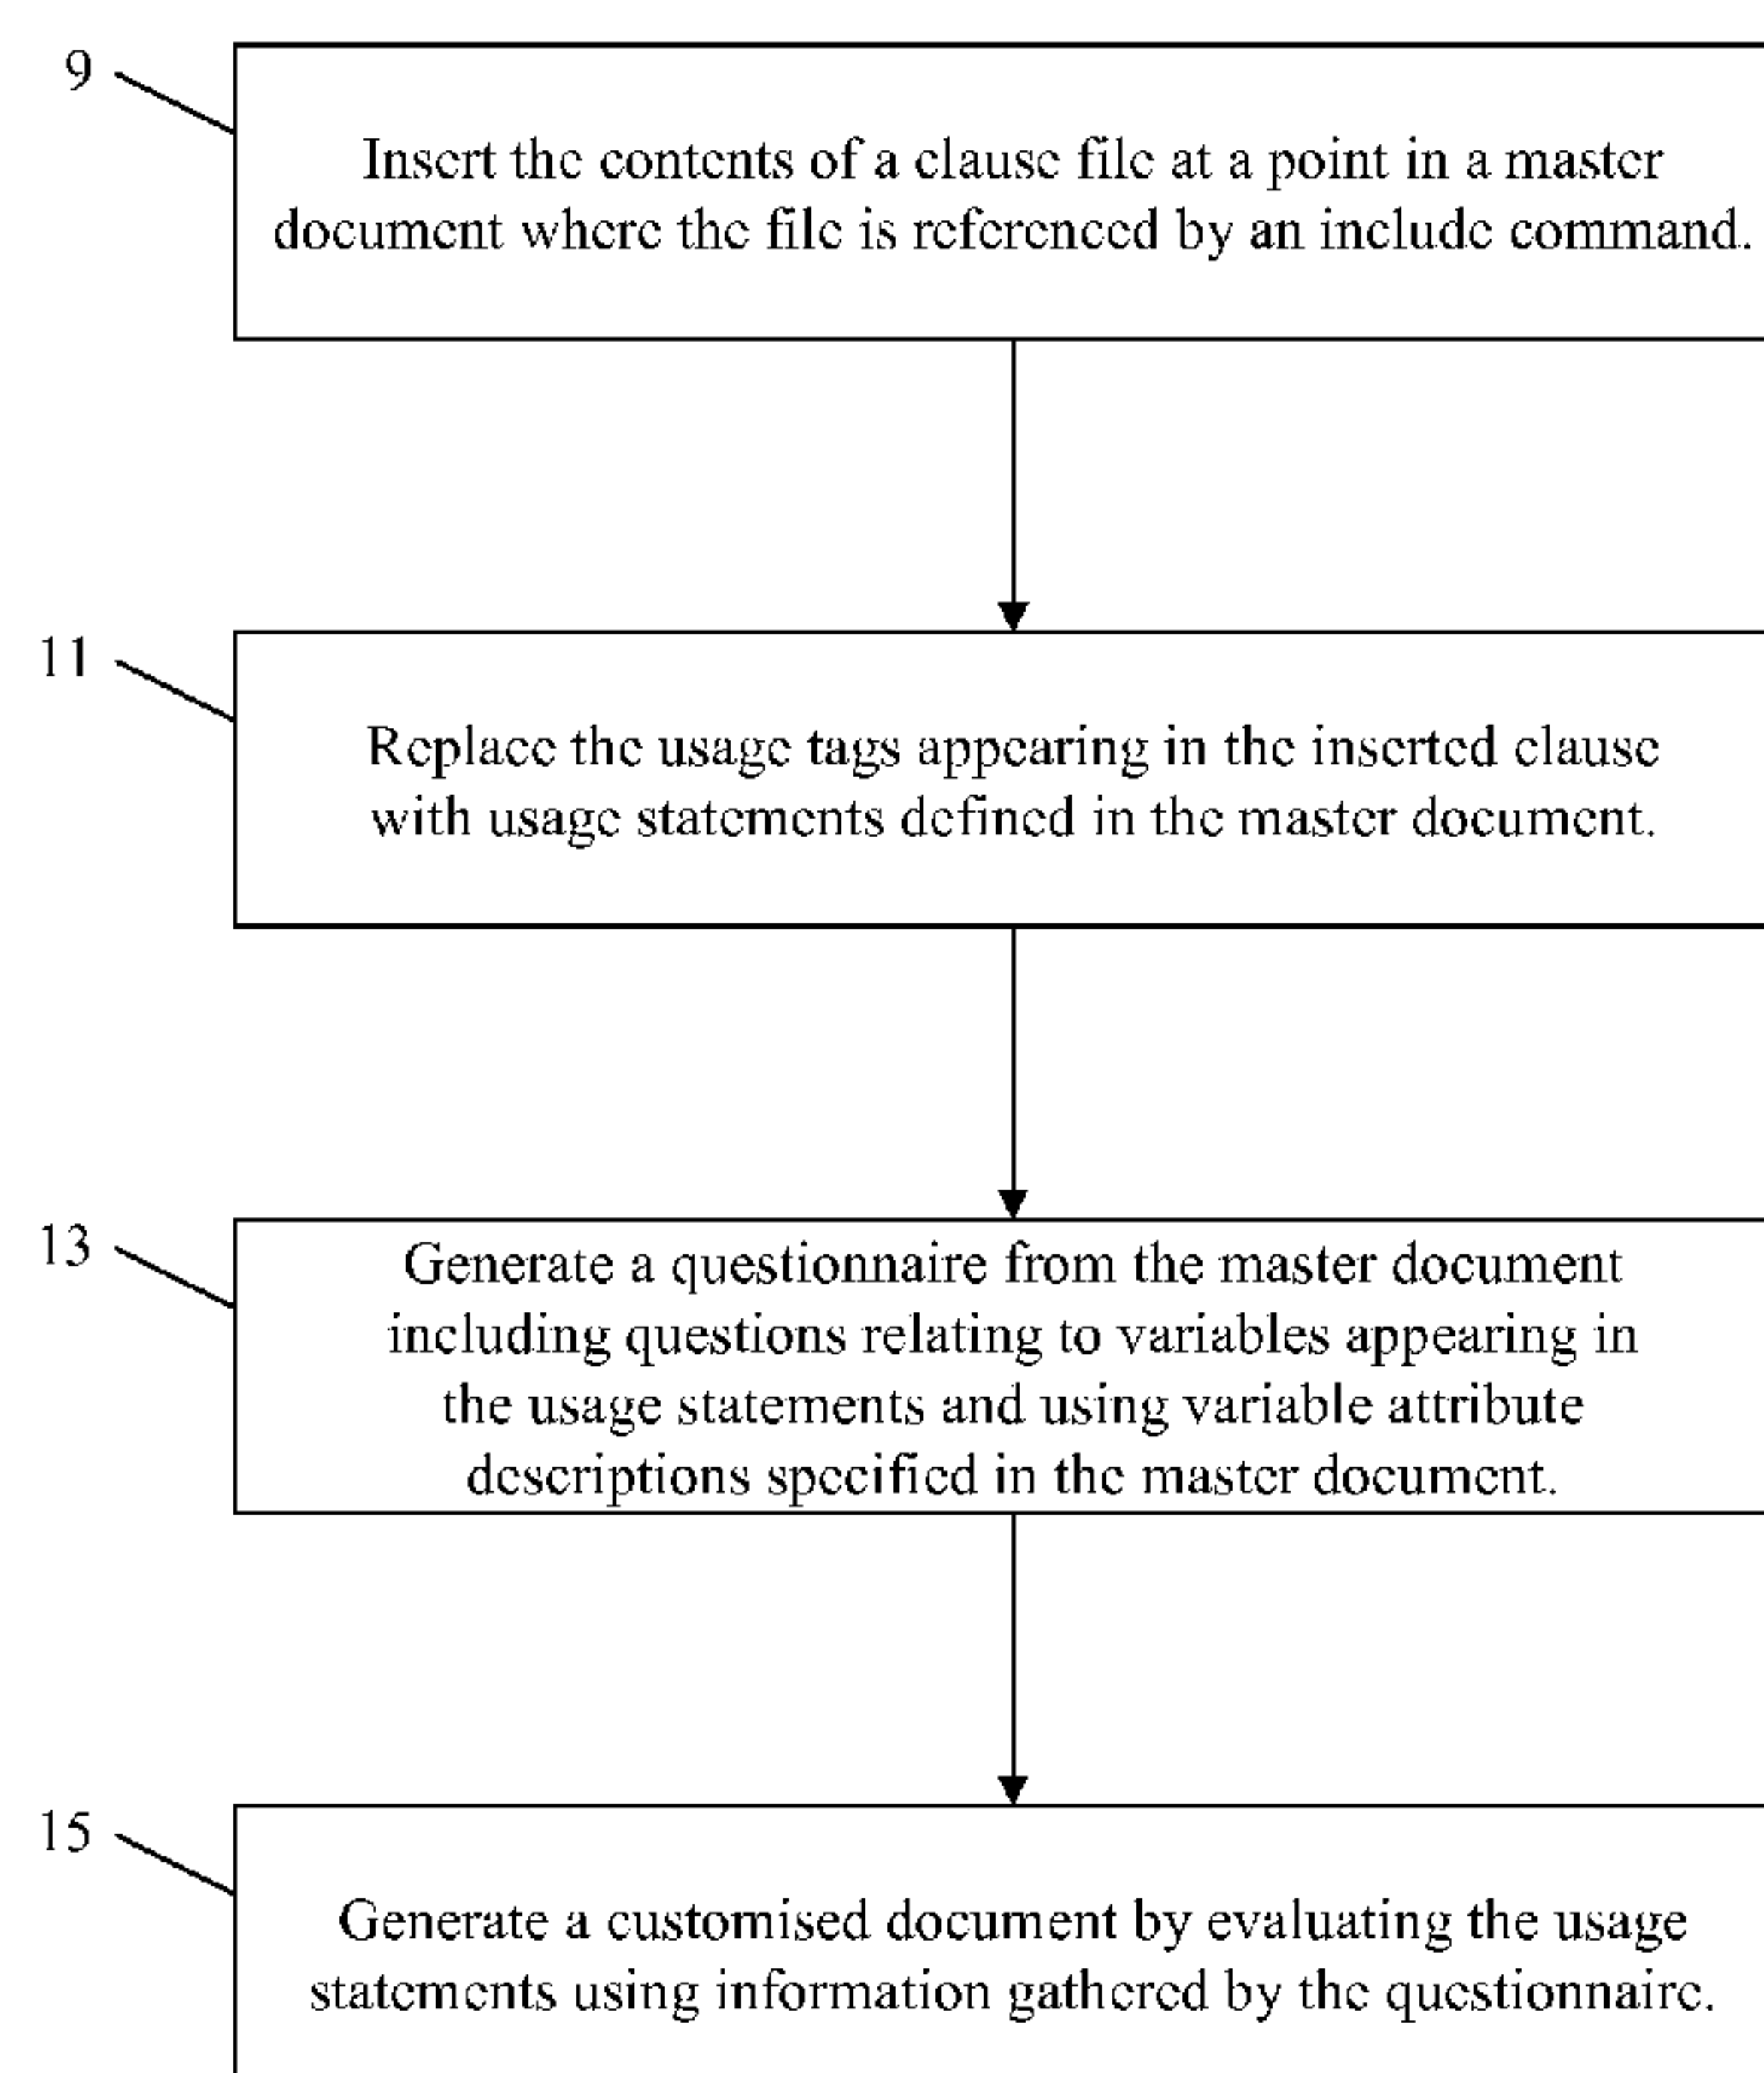 9
Insert the contents of a clause file at a point in a master
document where the file is referenced by an include command.
11
Replace the usage tags appearing in the inserted clause
with usage statements defined in the master document.
13
Generate a questionnaire from the master document
including questions relating to variables appearing in
the usage statements and using variable attribute
descriptions specified in the master document.
15
Generate a customised document by evaluating the usage
statements using information gathered by the questionnaire.